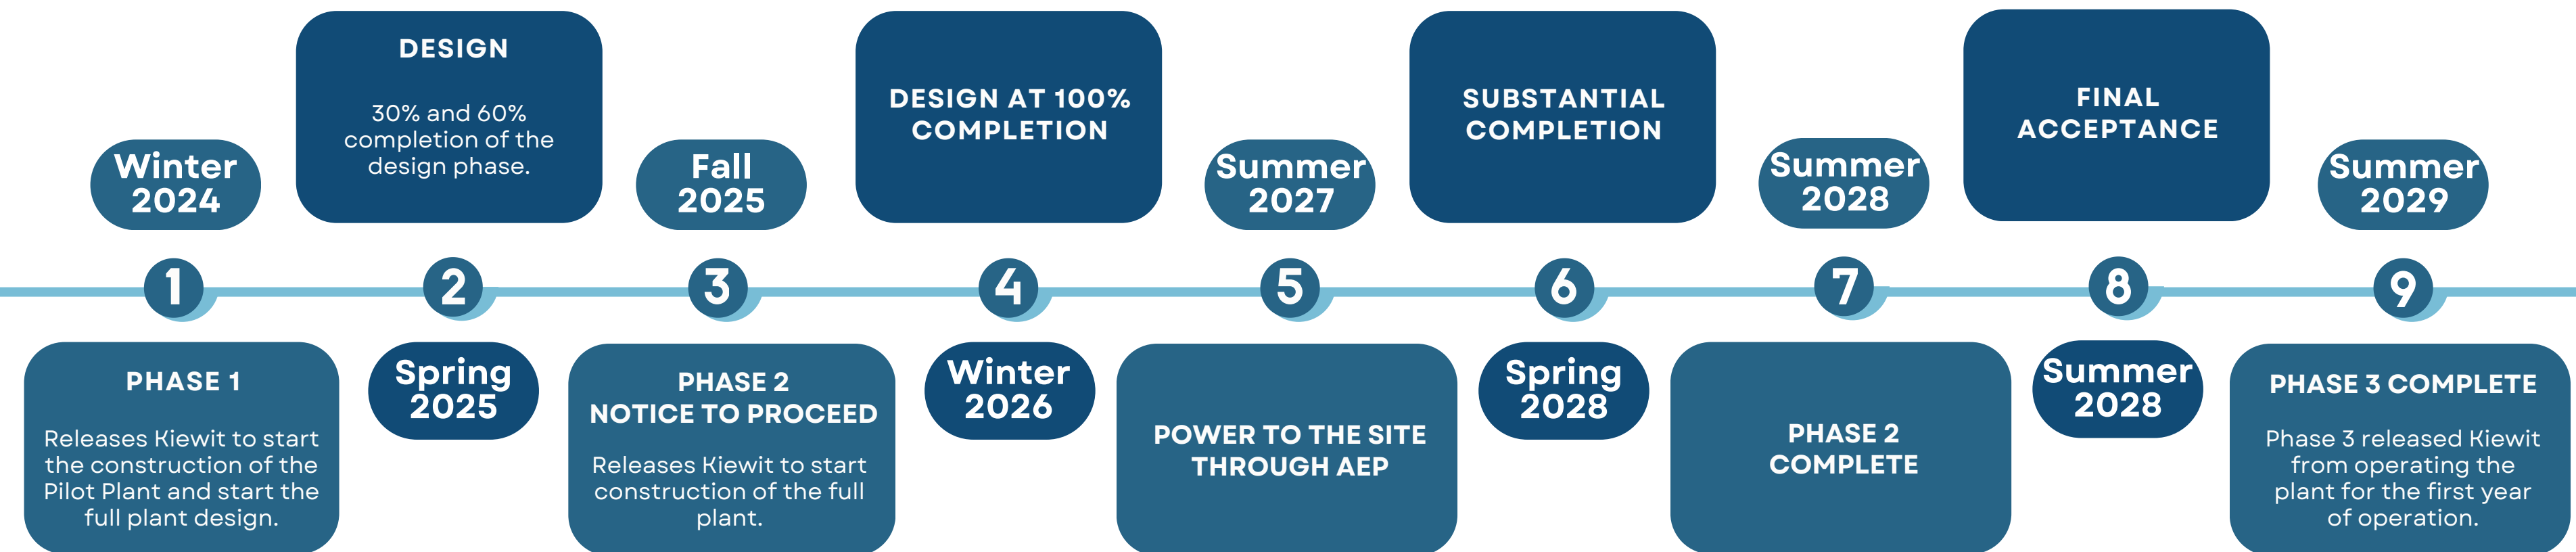 Winter
2024
1
PHASE 1
Releases Kiewit to start
the construction of the
Pilot Plant and start the
full plant design.
DESIGN
30% and 60%
completion of the
design phase.
2
Spring
2025
Fall
2025
3
PHASE 2
NOTICE TO PROCEED
Releases Kiewit to start
construction of the full
plant.
DESIGN AT 100%
COMPLETION
4
Winter
2026
Summer
2027
5
POWER TO THE SITE
THROUGH AEP
SUBSTANTIAL
COMPLETION
6
Spring
2028
Summer
2028
7
PHASE 2
COMPLETE
FINAL
ACCEPTANCE
8
Summer
2028
Summer
2029
9
PHASE 3 COMPLETE
Phase 3 released Kiewit
from operating the
plant for the first year
of operation.